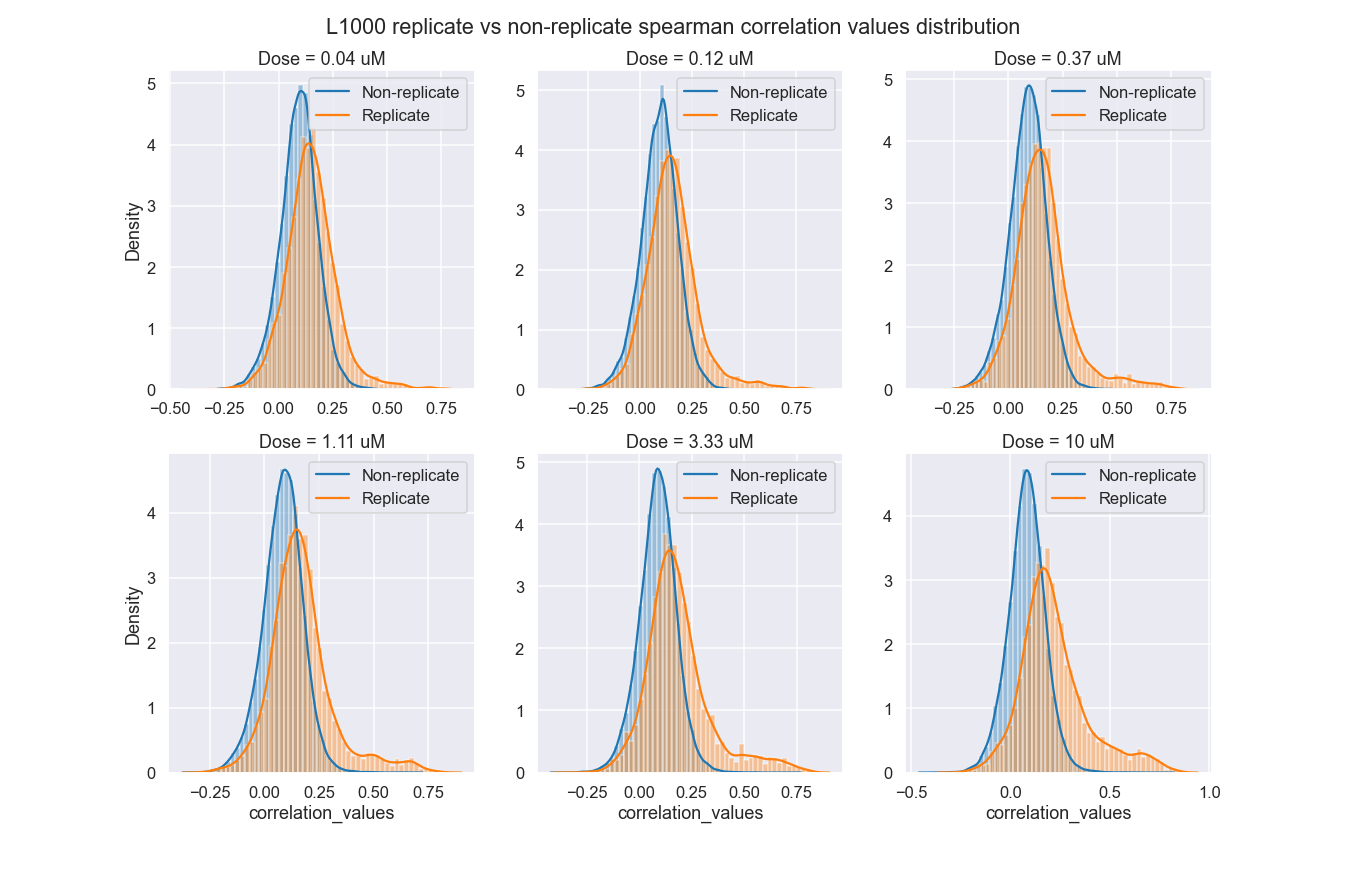 L1000 replicate vs non-replicate spearman correlation values distribution
Dose = 0.04 uM
Dose = 0.12 uM
Dose = 0.37 uM
Non-replicate
Replicate
Non-replicate
Replicate
Non-replicate
Replicate
Density
5
4
3
2
1
0
−0.50 −0.25 0.00 0.25 0.50 0.75
5
4
3
2
1
0
−0.25 0.00 0.25 0.50 0.75
5
4
3
2
1
0
−0.25 0.00 0.25 0.50 0.75
Dose = 1.11 uM
Dose = 3.33 uM
Dose = 10 uM
Non-replicate
Replicate
Non-replicate
Replicate
Non-replicate
Replicate
Density
4
3
2
1
0
−0.25 0.00 0.25 0.50 0.75
correlation_values
5
4
3
2
1
0
−0.25 0.00 0.25 0.50 0.75
correlation_values
4
3
2
1
0
−0.5 0.0 0.5 1.0
correlation_values